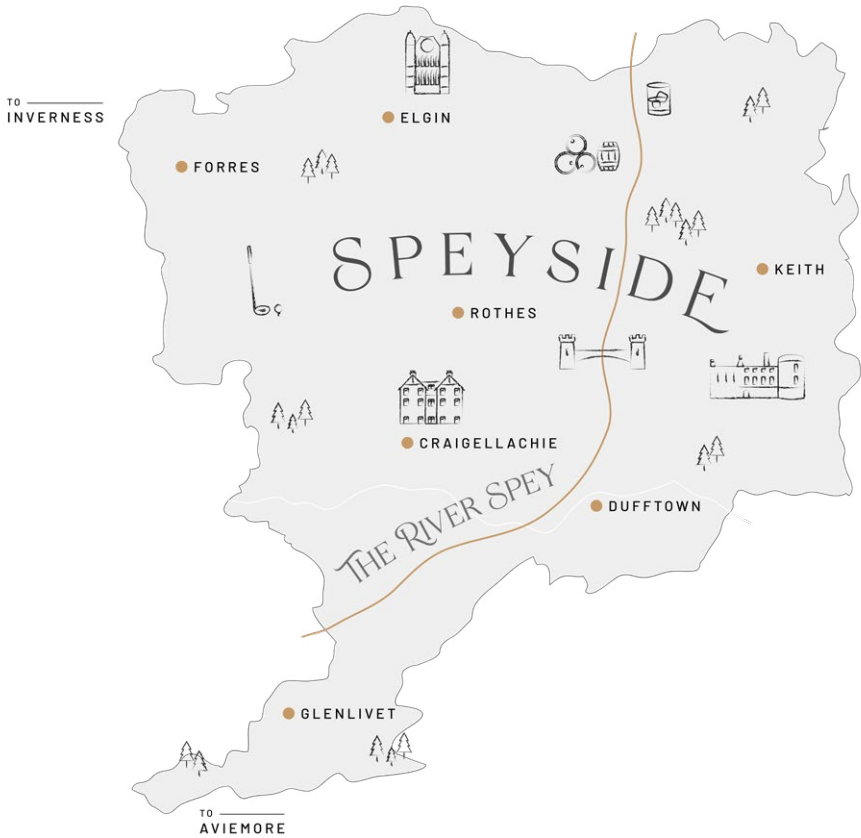 TO
INVERNESS
ELGIN
FORRES
SPEYSIDE
KEITH
ROTHES
CRAIGELLACHIE
THE RIVER SPEY
DUFFTOWN
GLENLIVET
TO
AVIEMORE